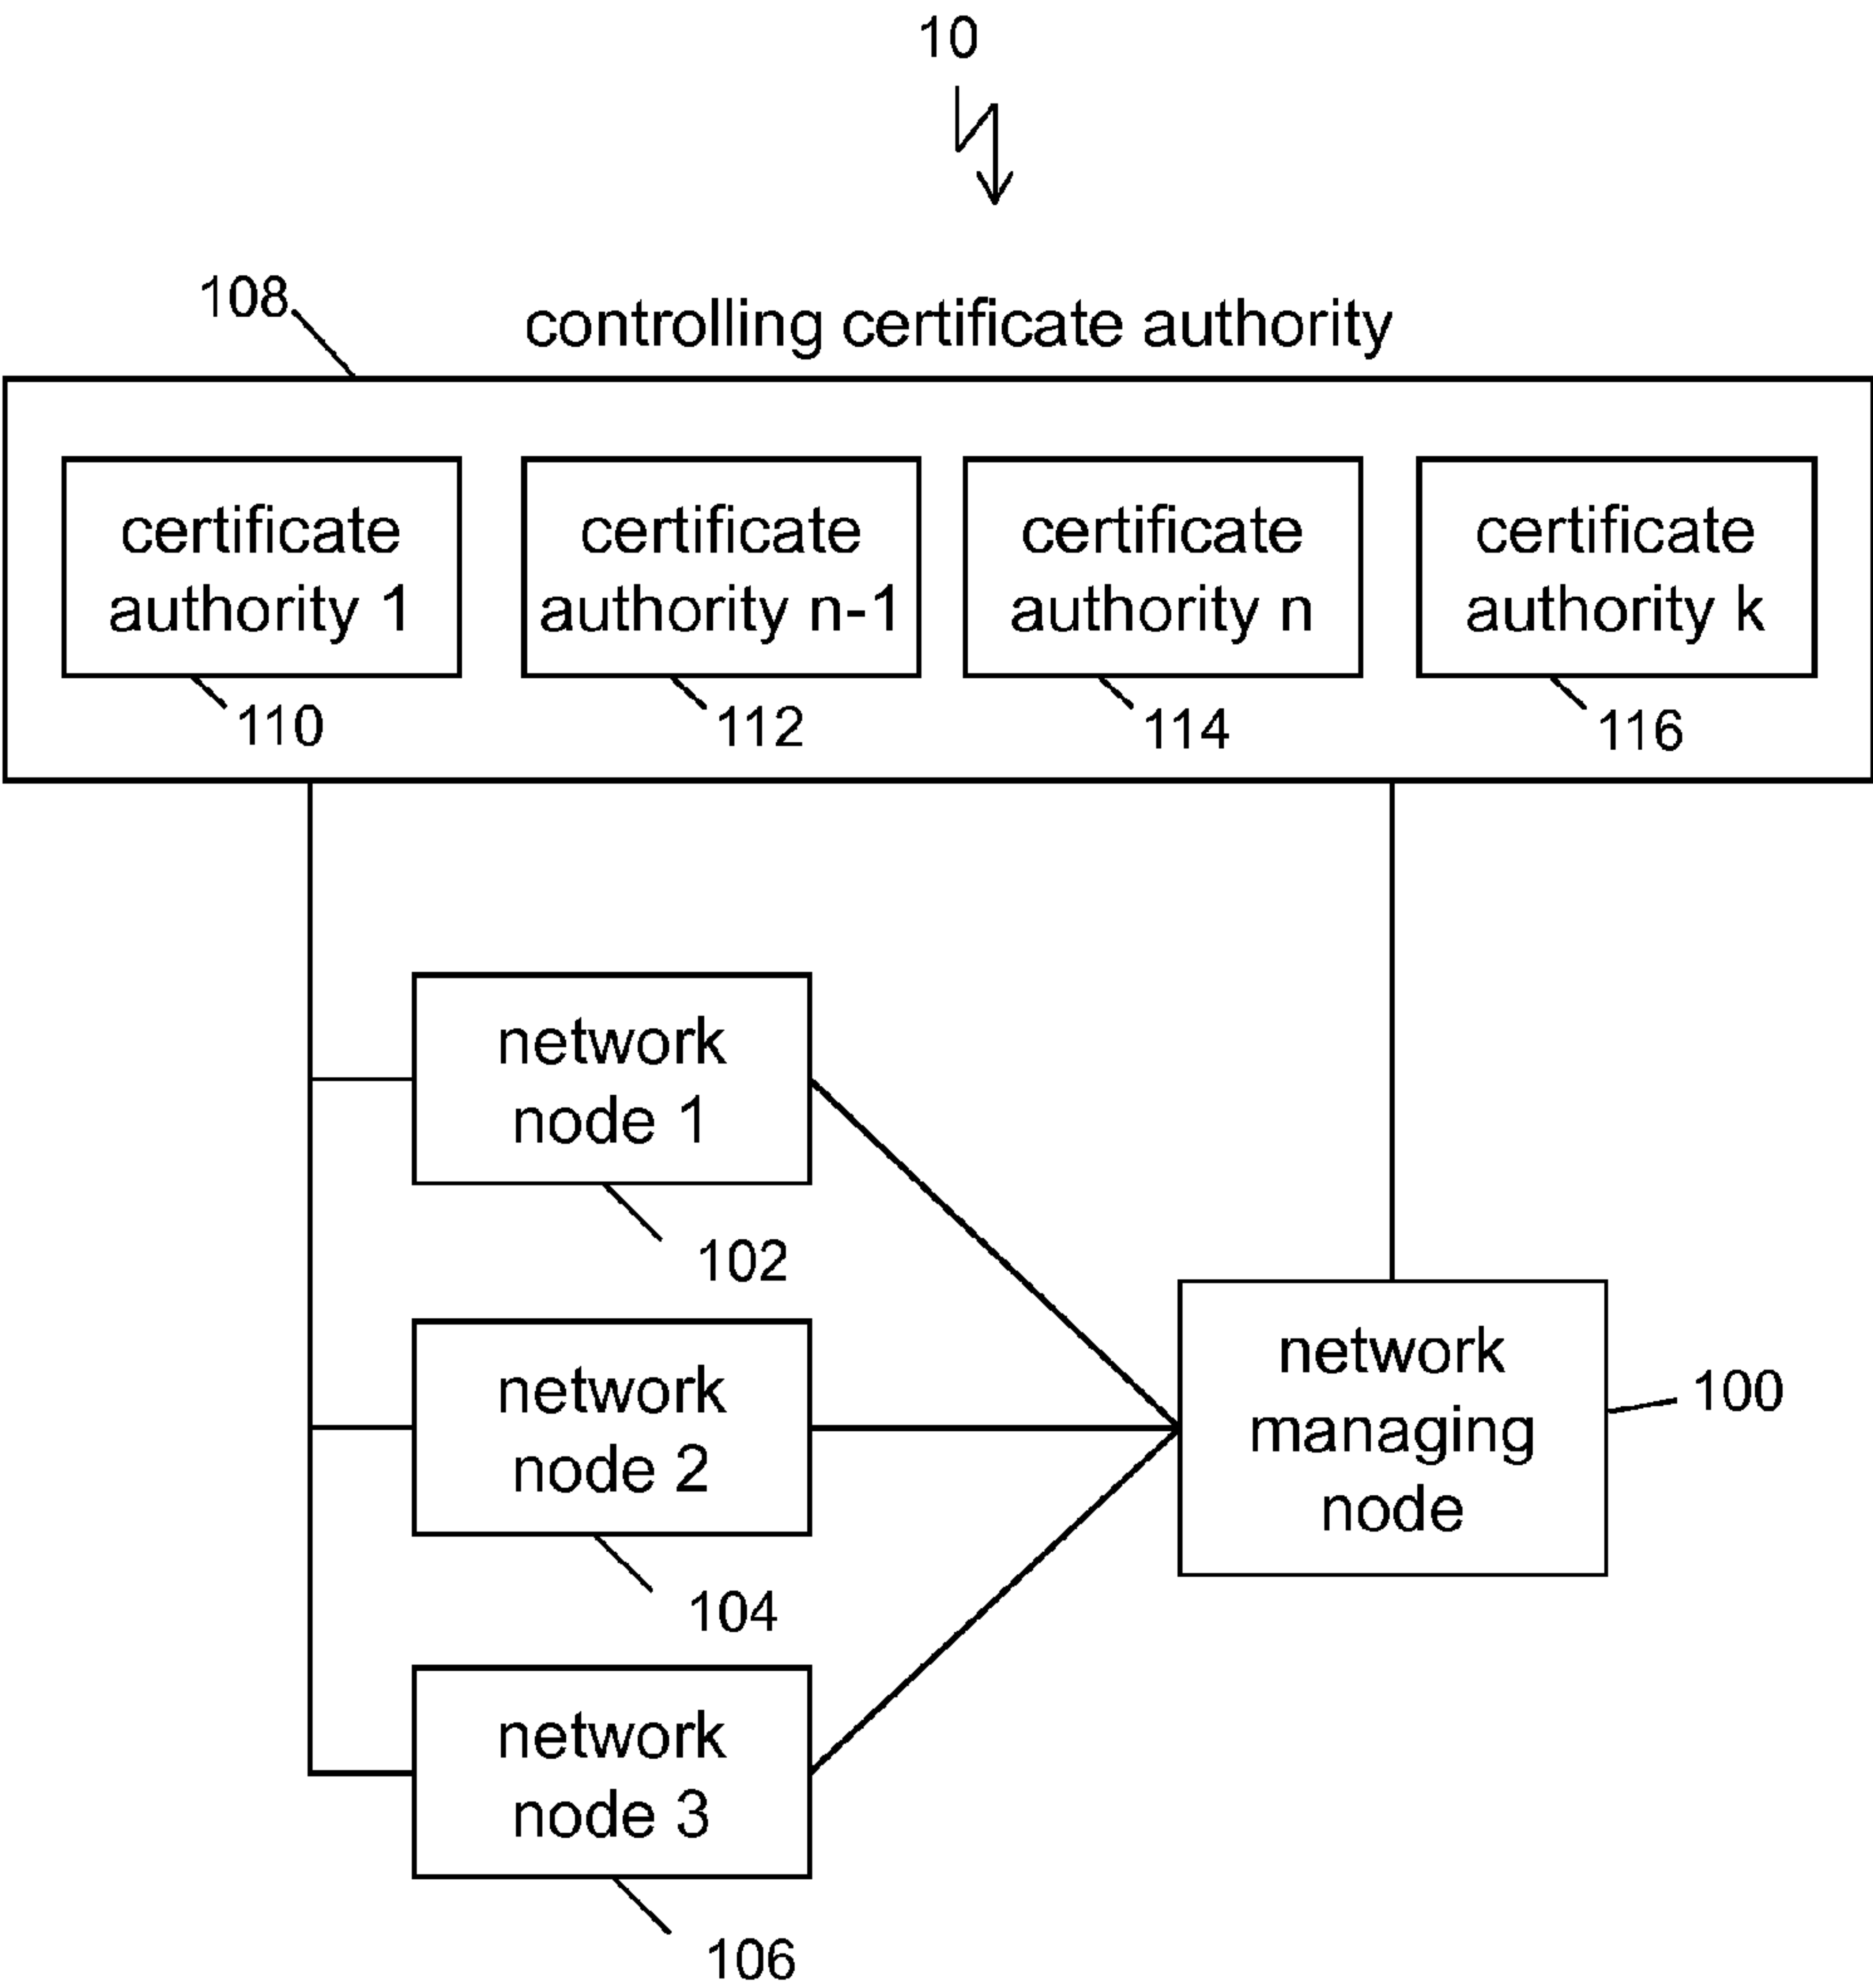 10
108
controlling certificate authority
certificate
authority 1
110
certificate
authority n-1
112
certificate
authority n
114
certificate
authority k
116
network
node 1
102
network
node 2
104
network
node 3
106
network
managing
node
100